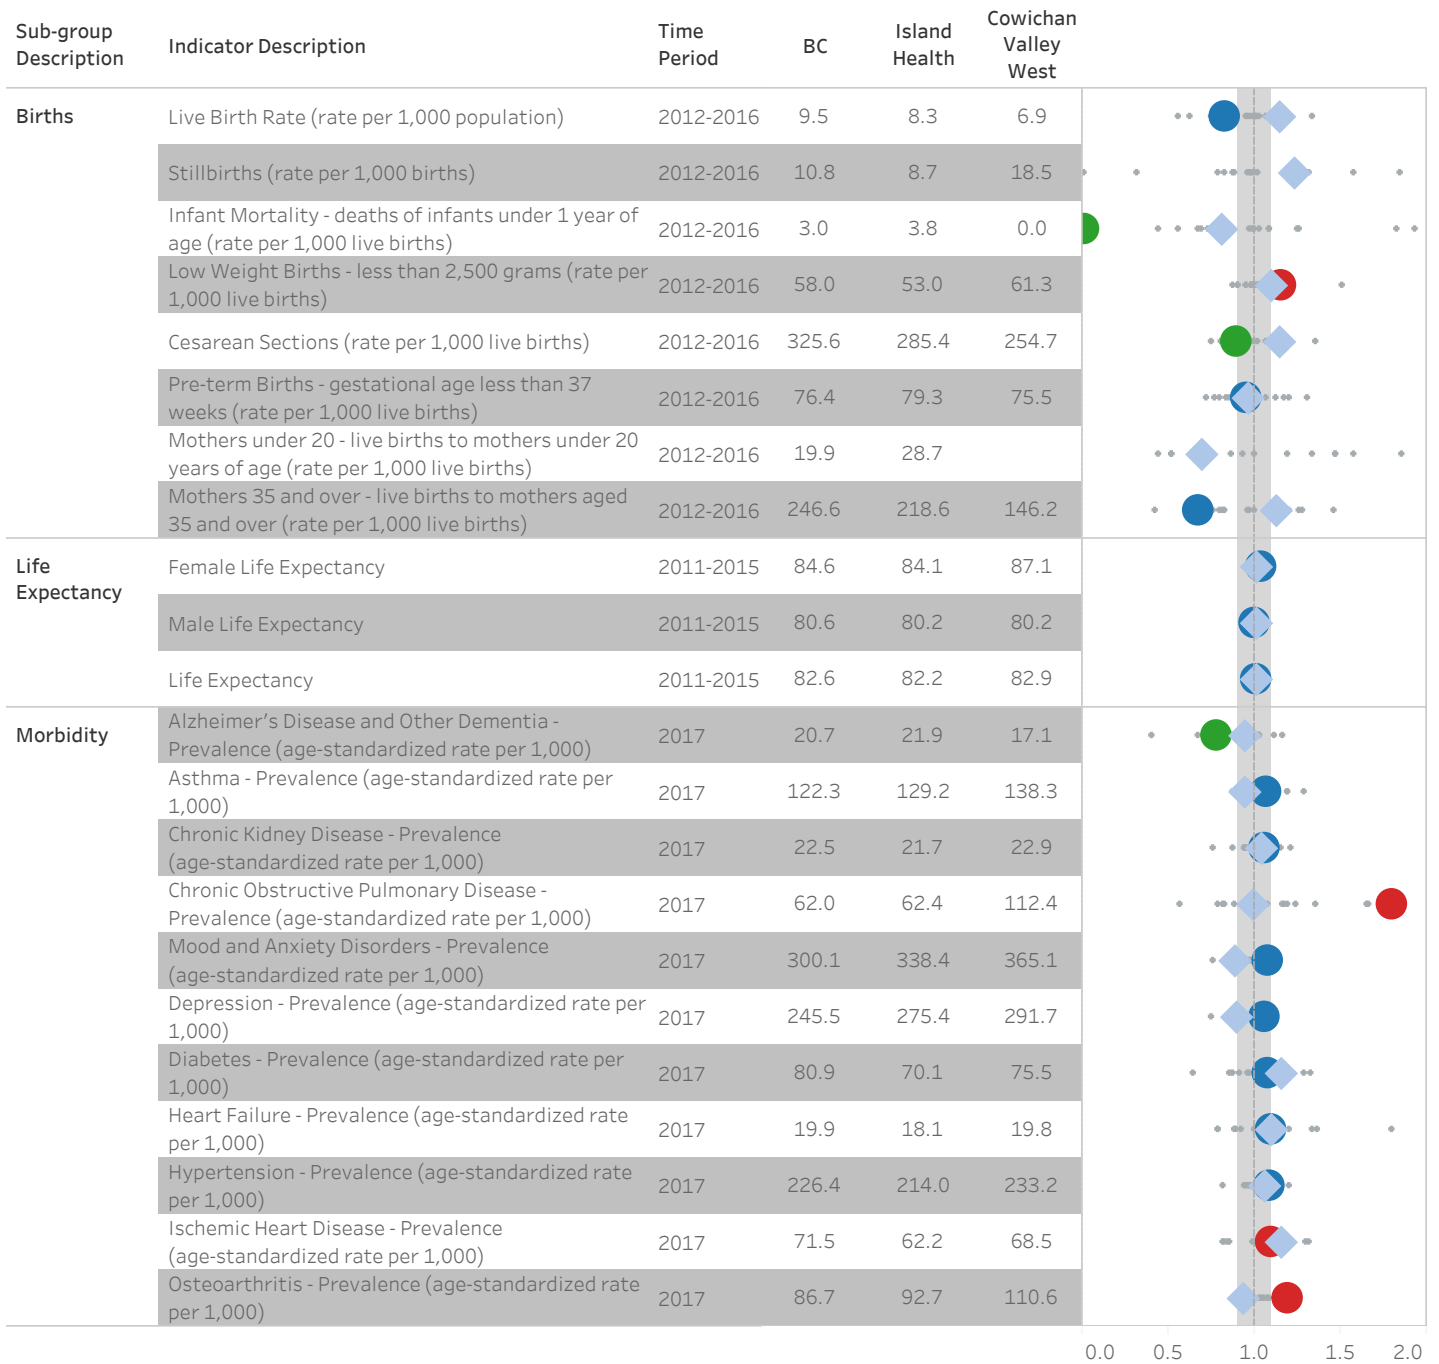 Sub-group Description Indicator Description Time Period BC Island Health Cowichan Valley West
Births Live Birth Rate (rate per 1,000 population) 2012-2016 9.5 8.3 6.9
Stillbirths (rate per 1,000 births) 2012-2016 10.8 8.7 18.5
Infant Mortality - deaths of infants under 1 year of
age (rate per 1,000 live births) 2012-2016 3.0 3.8 0.0
Low Weight Births - less than 2,500 grams (rate per
1,000 live births) 2012-2016 58.0 53.0 61.3
Cesarean Sections (rate per 1,000 live births) 2012-2016 325.6 285.4 254.7
Pre-term Births - gestational age less than 37
weeks (rate per 1,000 live births) 2012-2016 76.4 79.3 75.5
Mothers under 20 - live births to mothers under 20
years of age (rate per 1,000 live births) 2012-2016 19.9 28.7
Mothers 35 and over - live births to mothers aged
35 and over (rate per 1,000 live births) 2012-2016 246.6 218.6 146.2
Life Expectancy Female Life Expectancy 2011-2015 84.6 84.1 87.1
Male Life Expectancy 2011-2015 80.6 80.2 80.2
Life Expectancy 2011-2015 82.6 82.2 82.9
Morbidity Alzheimer's Disease and Other Dementia -
Prevalence (age-standardized rate per 1,000) 2017 20.7 21.9 17.1
Asthma - Prevalence (age-standardized rate per
1,000) 2017 122.3 129.2 138.3
Chronic Kidney Disease - Prevalence
(age-standardized rate per 1,000) 2017 22.5 21.7 22.9
Chronic Obstructive Pulmonary Disease -
Prevalence (age-standardized rate per 1,000) 2017 62.0 62.4 112.4
Mood and Anxiety Disorders - Prevalence
(age-standardized rate per 1,000) 2017 300.1 338.4 365.1
Depression - Prevalence (age-standardized rate per
1,000) 2017 245.5 275.4 291.7
Diabetes - Prevalence (age-standardized rate per
1,000) 2017 80.9 70.1 75.5
Heart Failure - Prevalence (age-standardized rate
per 1,000) 2017 19.9 18.1 19.8
Hypertension - Prevalence (age-standardized rate
per 1,000) 2017 226.4 214.0 233.2
Ischemic Heart Disease - Prevalence
(age-standardized rate per 1,000) 2017 71.5 62.2 68.5
Osteoarthritis - Prevalence (age-standardized rate
per 1,000) 2017 86.7 92.7 110.6
0.0 0.5 1.0 1.5 2.0